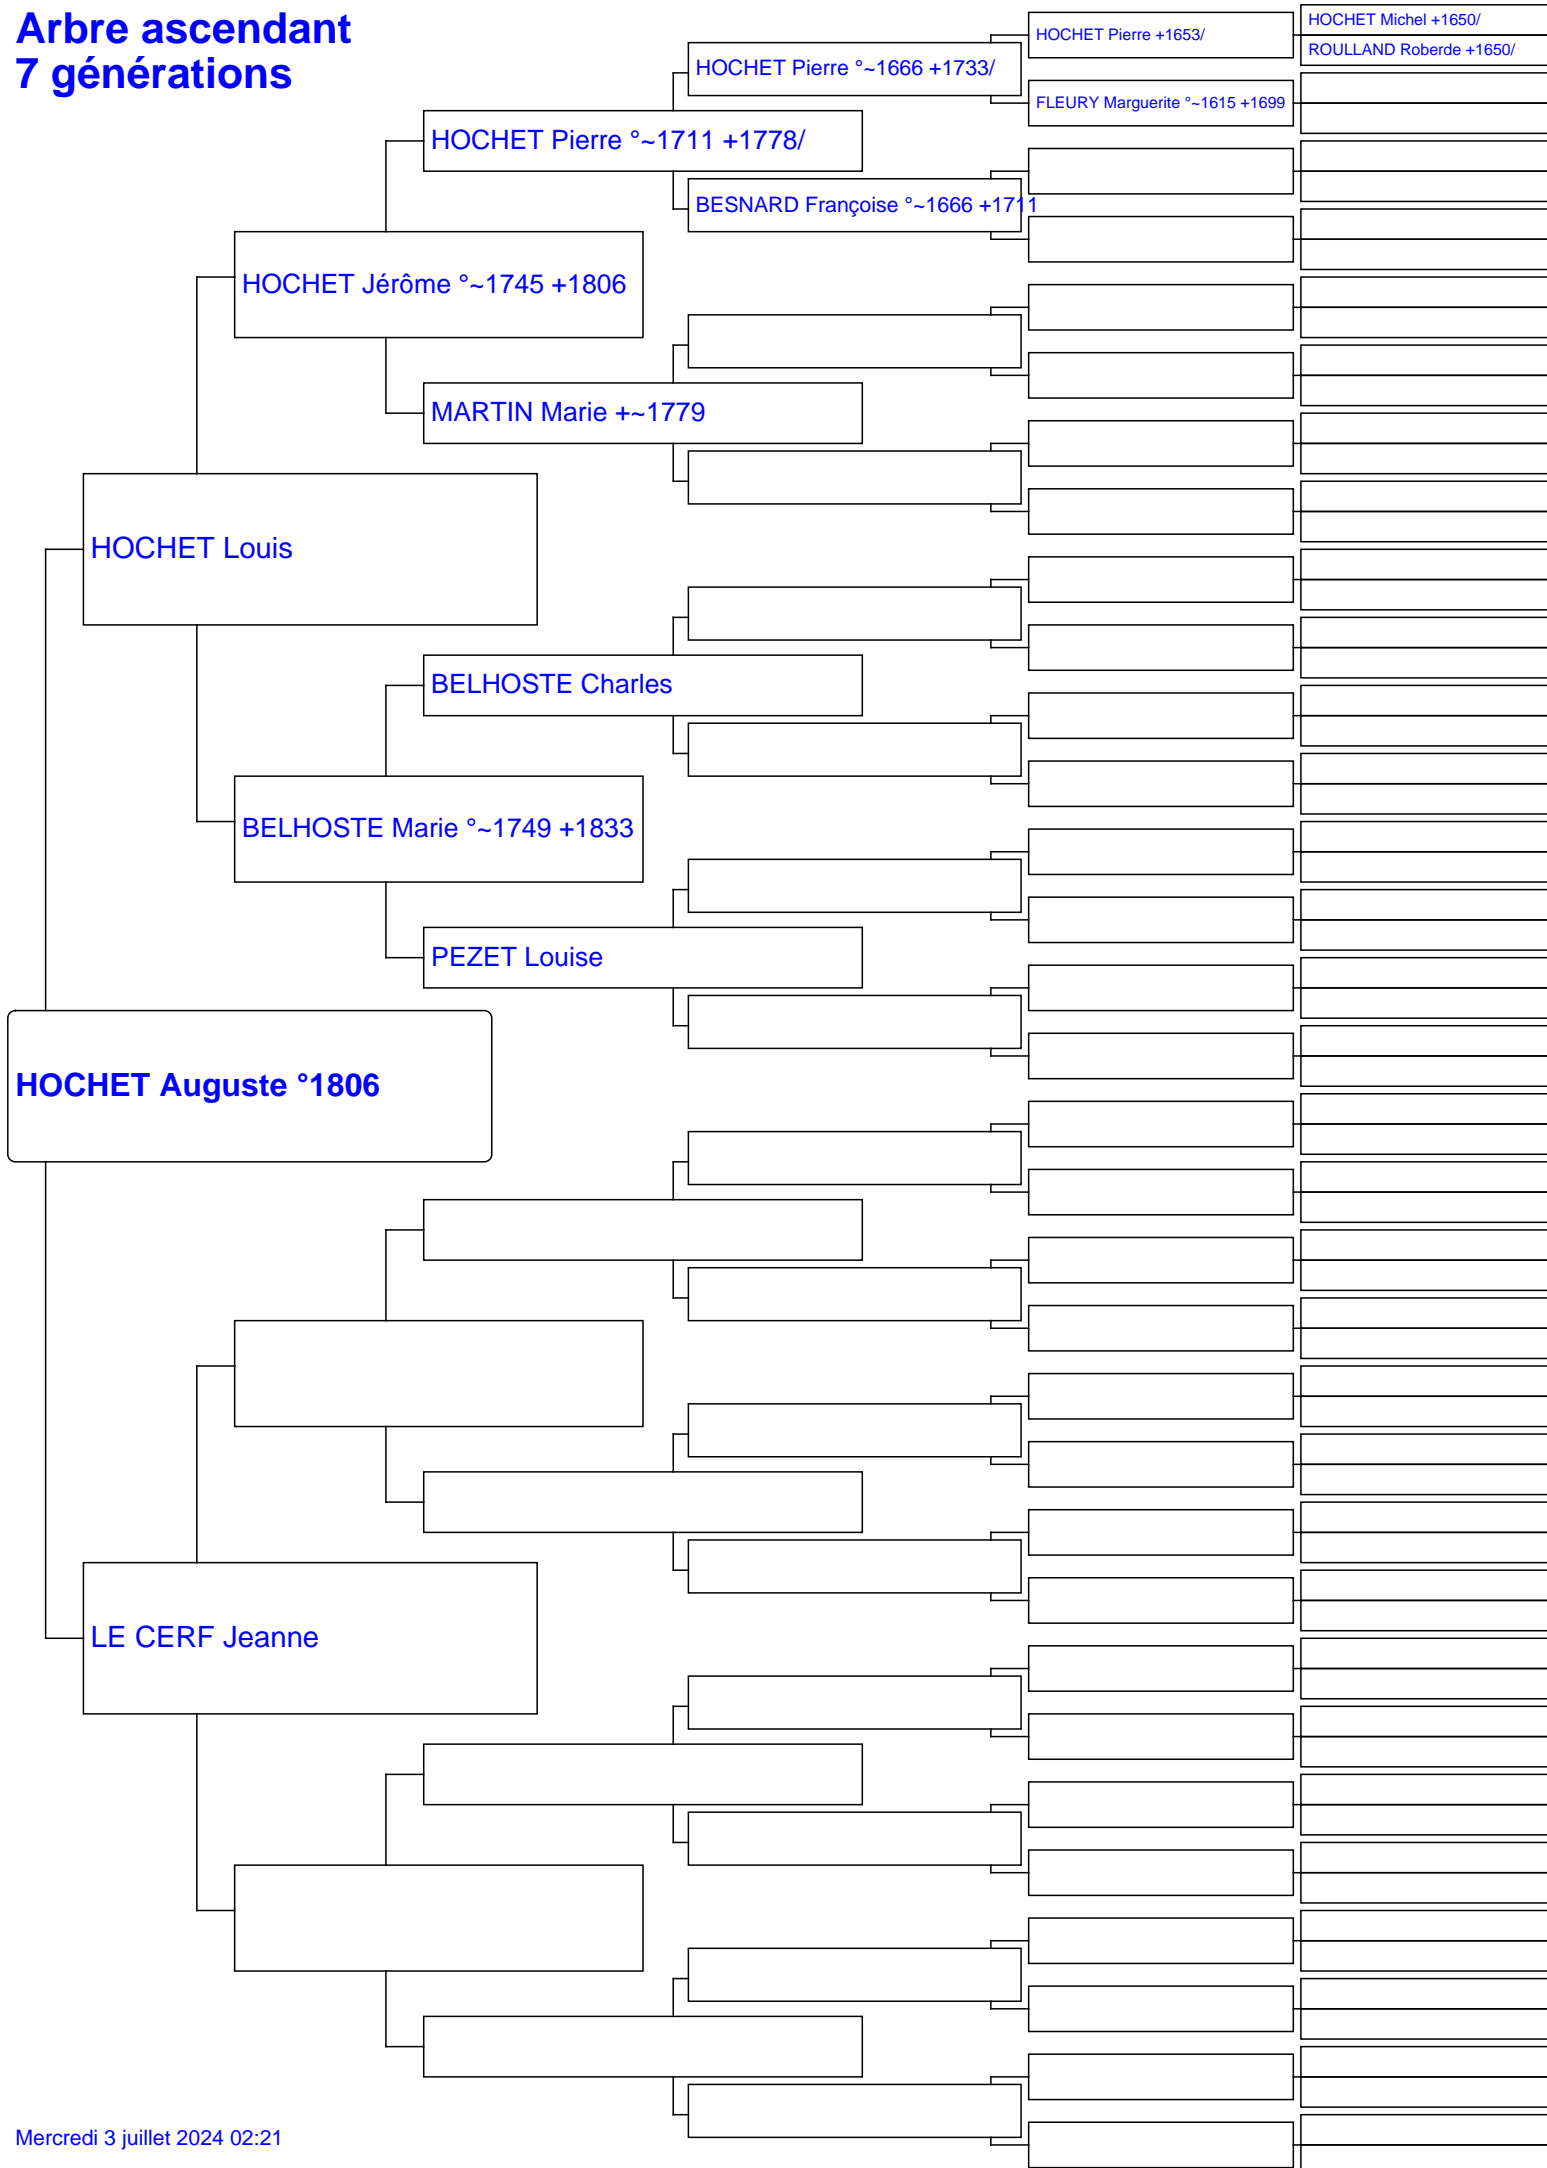 Arbre ascendant
7 générations
HOCHET Michel +1650/
HOCHET Pierre +1653/
ROULLAND Roberde +1650/
HOCHET Pierre °~1666 +1733/
FLEURY Marguerite °~1615 +1699
HOCHET Pierre °~1711 +1778/
BESNARD Françoise °~1666 +1711
HOCHET Jérôme °~1745 +1806
MARTIN Marie +~1779
HOCHET Louis
BELHOSTE Charles
BELHOSTE Marie °~1749 +1833
PEZET Louise
HOCHET Auguste °1806
LE CERF Jeanne
Mercredi 3 juillet 2024 02:21